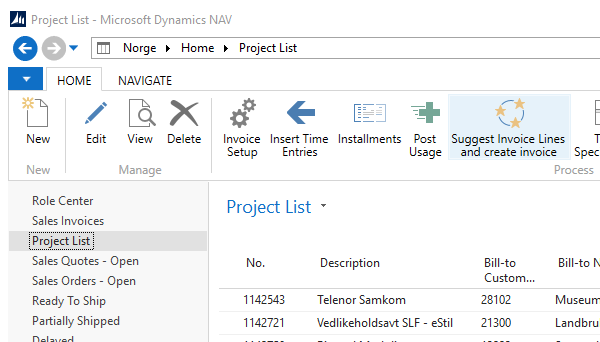 Project List - Microsoft Dynamics NAV
Norge Home Project List
HOME NAVIGATE
New Edit View Delete Invoice Setup Insert Time Entries Installments Post Usage Suggest Invoice Lines and create invoice
New Manage Process
Role Center
Sales Invoices
Project List
Sales Quotes - Open
Sales Orders - Open
Ready To Ship
Partially Shipped
Delayed
Project List
No. Description Bill-to Custom... Bill-to N
1142543 Telenor Samkom 28102 Museum
1142721 Vedlikeholdsavt SLF - eStil 21300 Landbru